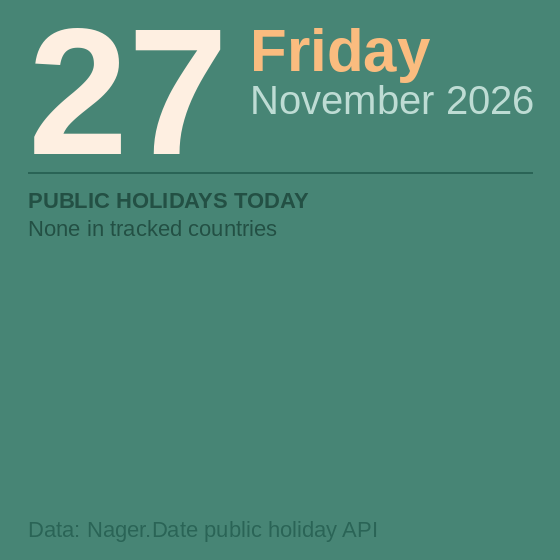 27
Friday
November 2026
PUBLIC HOLIDAYS TODAY
None in tracked countries
Data: Nager.Date public holiday API